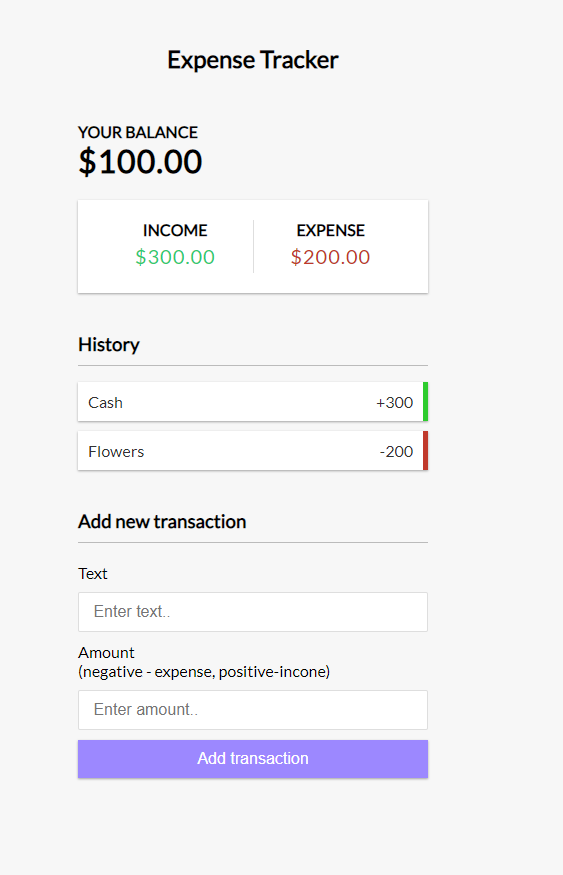 Expense Tracker
YOUR BALANCE
$100.00
INCOME EXPENSE
$300.00 $200.00
History
Cash +300
Flowers -200
Add new transaction
Text
Enter text..
Amount
(negative - expense, positive-incone)
Enter amount..
Add transaction